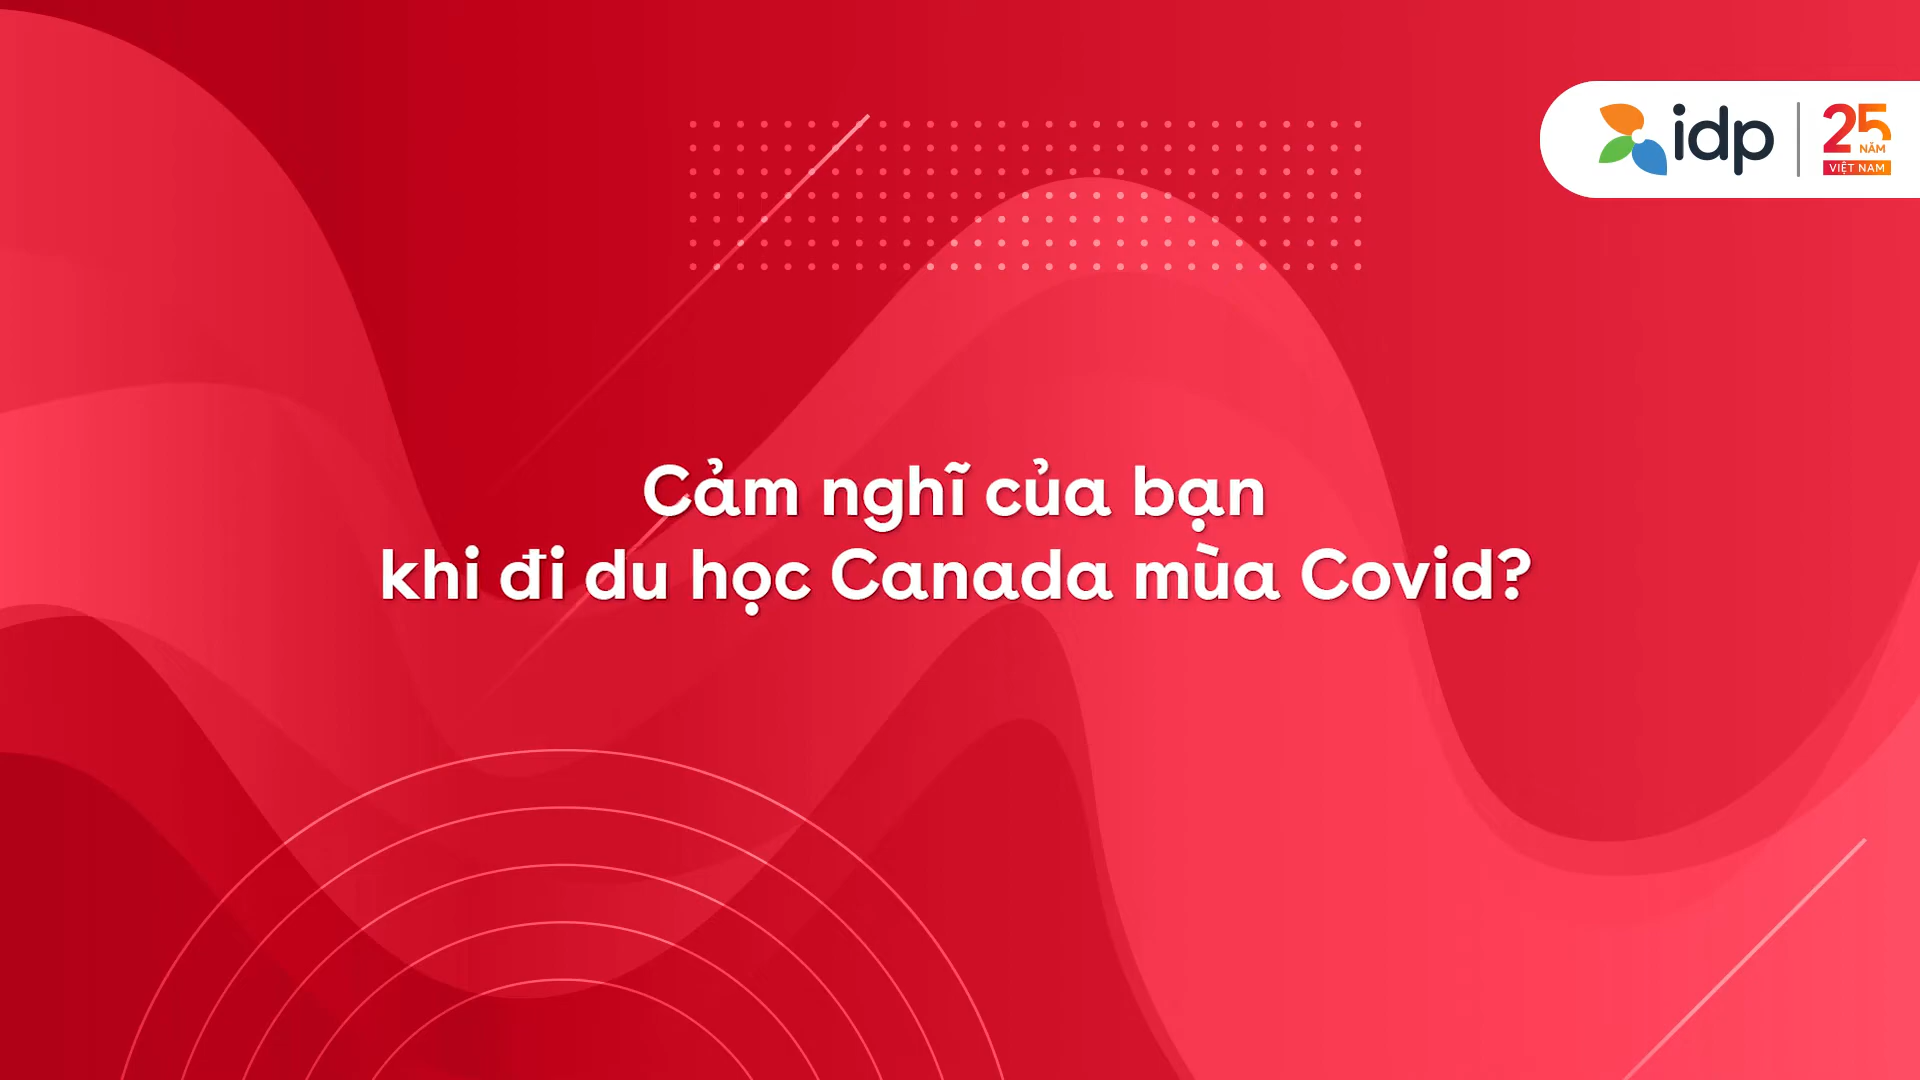 idp
25
NĂM
VIỆT NAM
Cảm nghĩ của bạn
khi đi du học Canada mùa Covid?